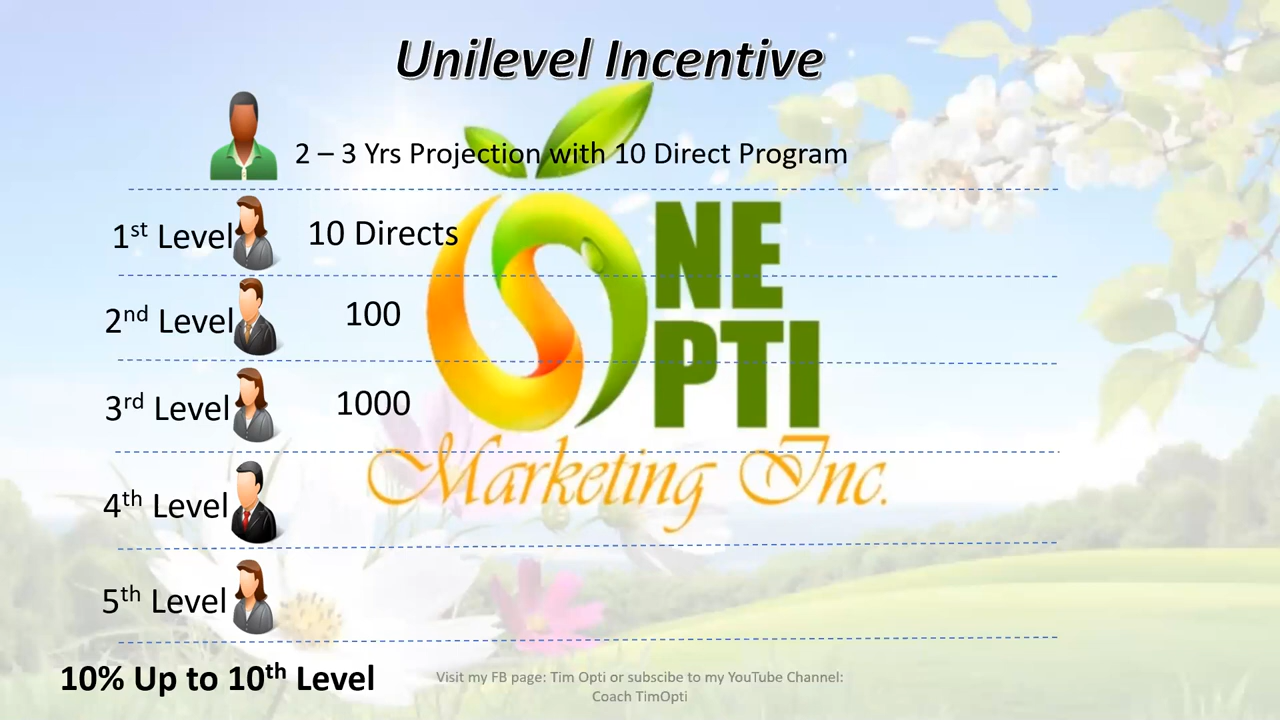 Unilevel Incentive
2 – 3 Yrs Projection with 10 Direct Program
1st Level 10 Directs
2nd Level 100
3rd Level 1000
4th Level
5th Level
NE
PTI
Marketing Inc.
10% Up to 10th Level
Visit my FB page: Tim Opti or subscibe to my YouTube Channel:
Coach TimOpti